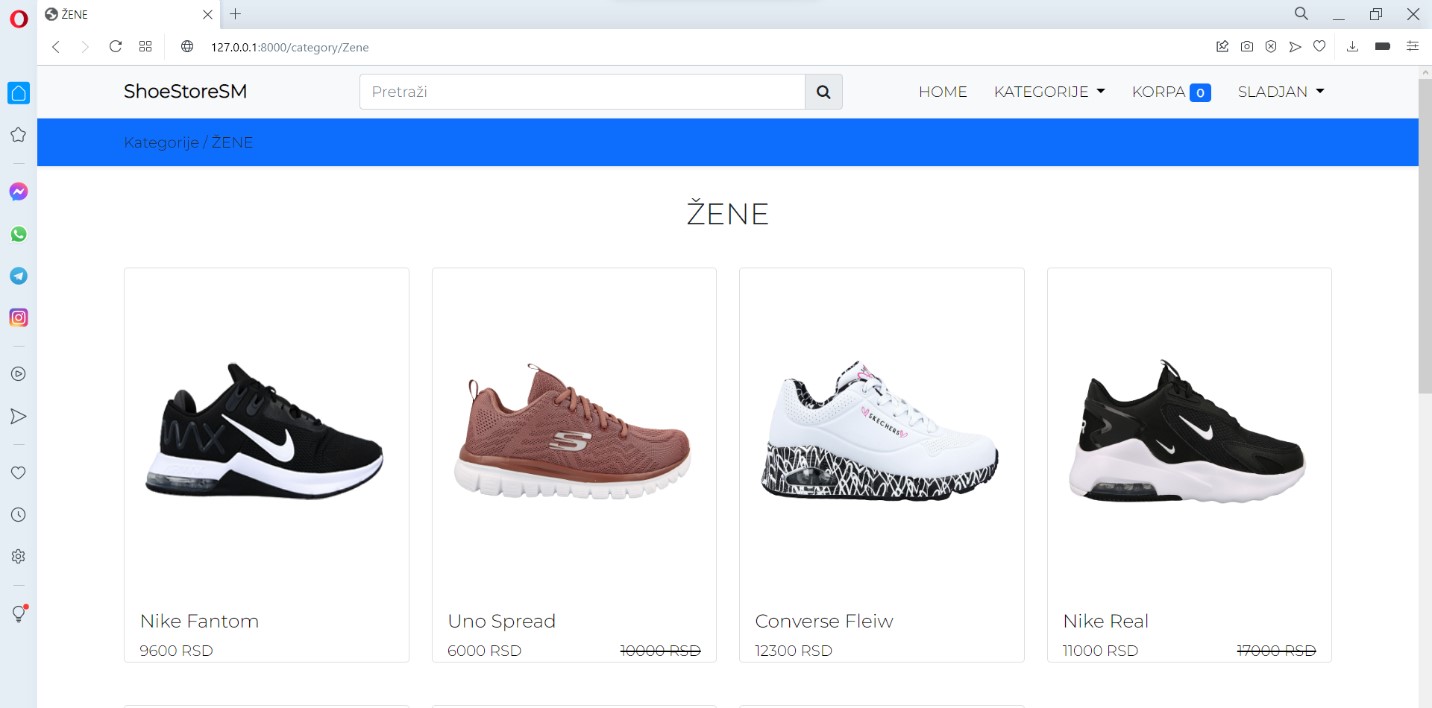 ŽENE
127.0.0.1:8000/category/Zene
ShoeStoreSM
Pretraži
HOME
KATEGORIJE
KORPA 0
SLADJAN
Kategorije / ŽENE
ŽENE
MAX
S
SKECHERS
R
Nike Fantom
9600 RSD
Uno Spread
6000 RSD 10000 RSD
Converse Fleiw
12300 RSD
Nike Real
11000 RSD 17000 RSD